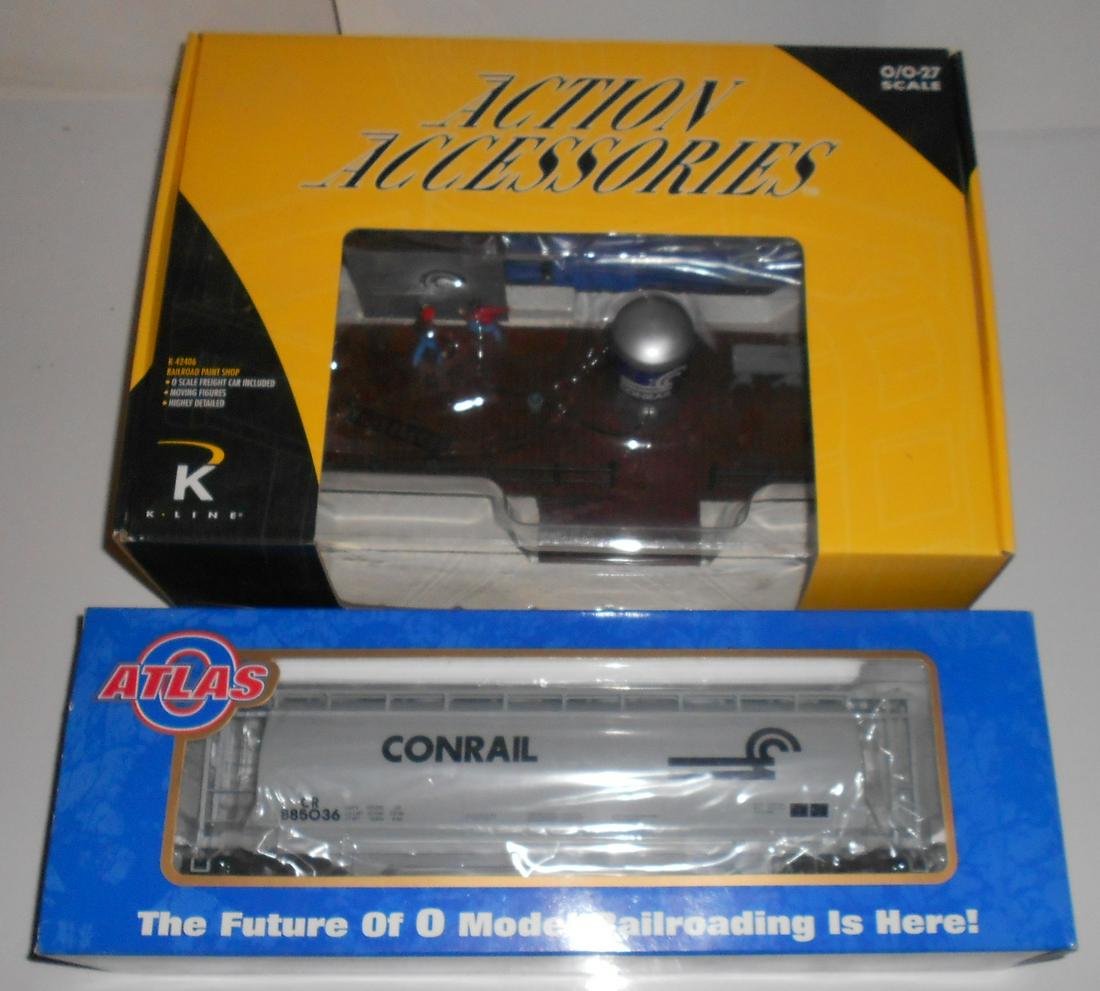 O/O-27
SCALE
ACTION
ACCESSORIES
K-42406
RAILROAD PAINT SHOP
• O SCALE FREIGHT CAR INCLUDED
• MOVING FIGURES
• HIGHLY DETAILED
K
K·LINE®
ATLAS
O
CONRAIL
CR
885036
The Future Of O Model Railroading Is Here!